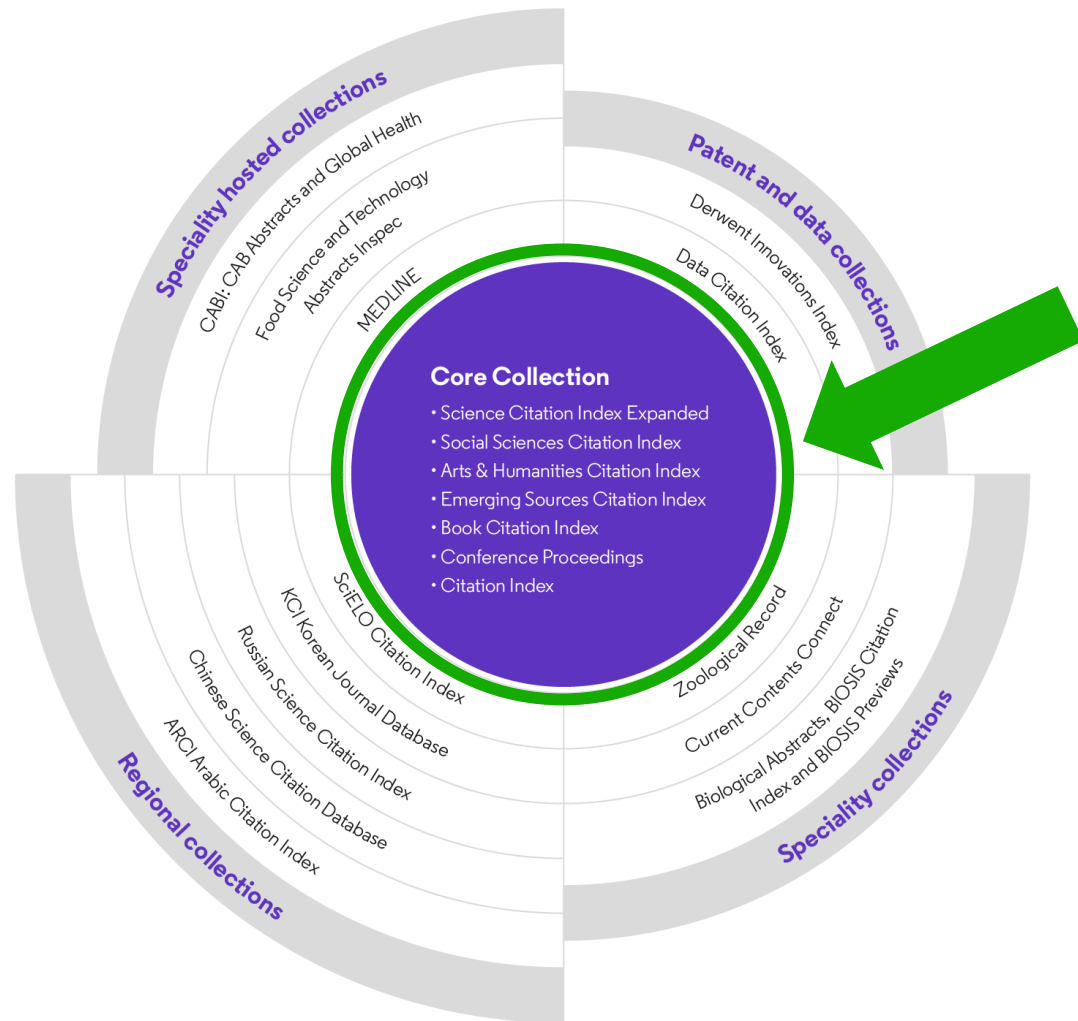 Speciality hosted collections
CABI: CAB Abstracts and Global Health
Food Science and Technology
Abstracts Inspec
MEDLINE
Patent and data collections
Derwent Innovations Index
Data Citation Index
Core Collection
• Science Citation Index Expanded
• Social Sciences Citation Index
• Arts & Humanities Citation Index
• Emerging Sources Citation Index
• Book Citation Index
• Conference Proceedings
• Citation Index
SciELO Citation Index
KCI Korean Journal Database
Russian Science Citation Index
Chinese Science Citation Database
ARCI Arabic Citation Index
Regional collections
Zoological Record
Current Contents Connect
Biological Abstracts, BIOSIS Citation
Index and BIOSIS Previews
Speciality collections